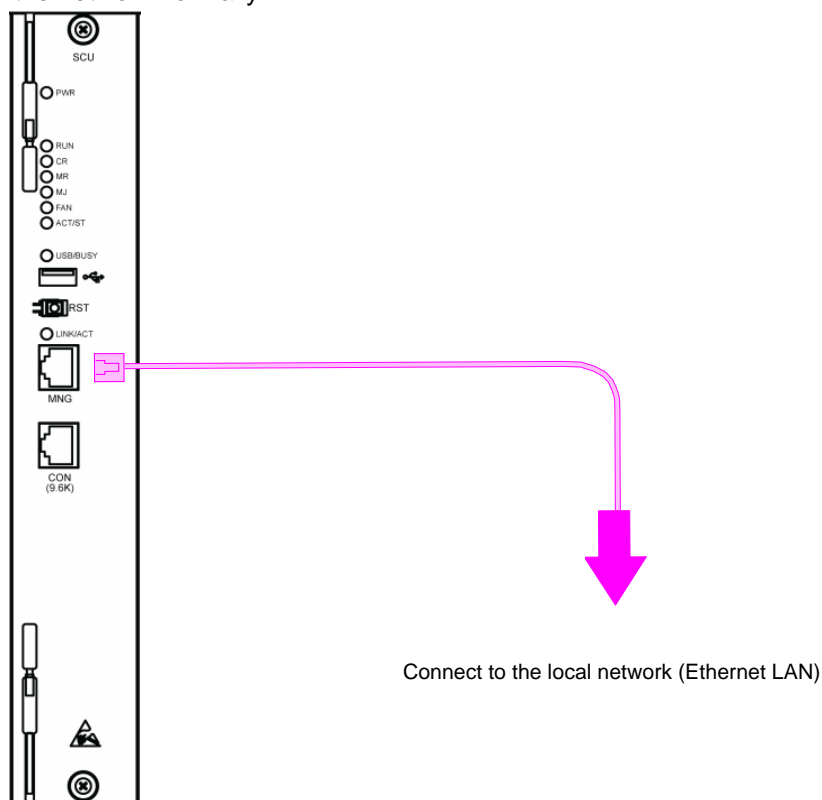 SCU
PWR
RUN
CR
MR
MJ
FAN
ACT/ST
USB/BUSY
RST
LINK/ACT
MNG
CON
(9.6K)
Connect to the local network (Ethernet LAN)